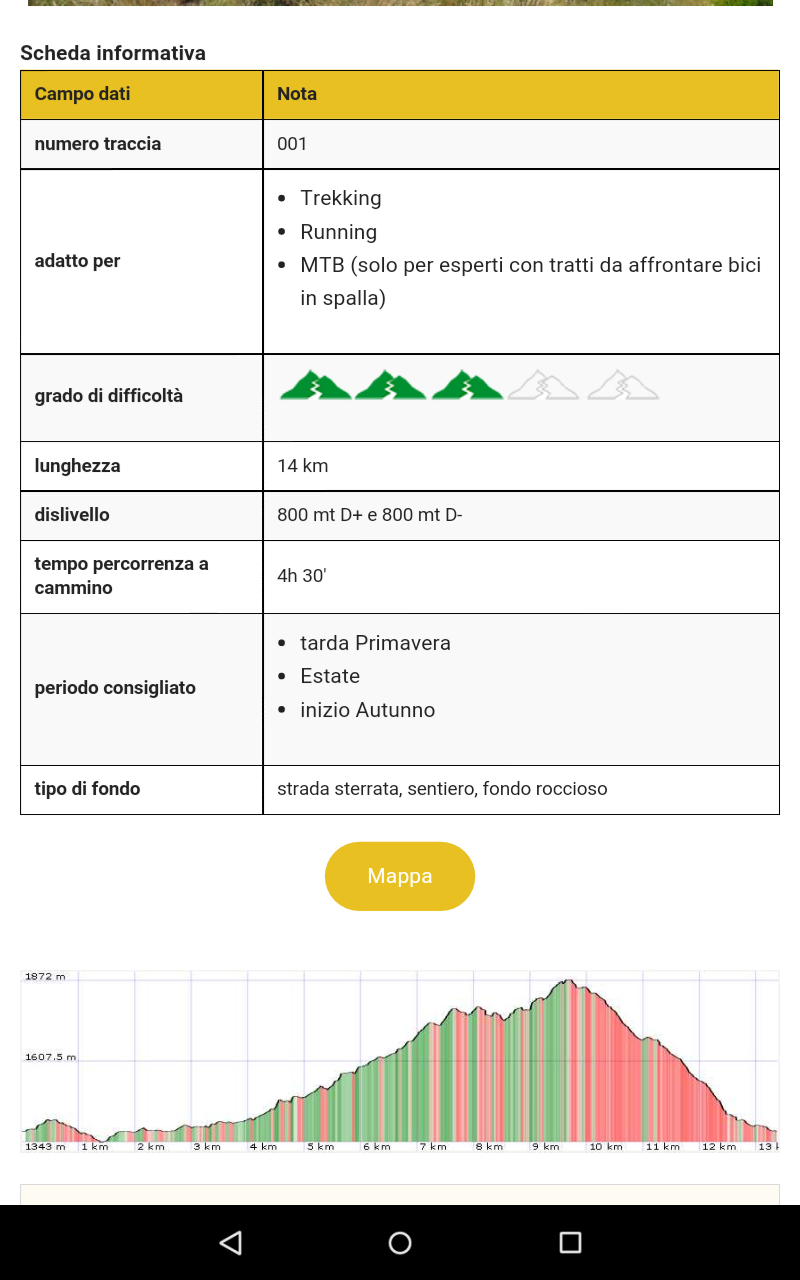 Scheda informativa
Campo dati
Nota
numero traccia
001
adatto per
Trekking
Running
MTB (solo per esperti con tratti da affrontare bici
in spalla)
grado di difficoltà
lunghezza
14 km
dislivello
800 mt D+ e 800 mt D-
tempo percorrenza a
cammino
4h 30'
periodo consigliato
tarda Primavera
Estate
inizio Autunno
tipo di fondo
strada sterrata, sentiero, fondo roccioso
Mappa
1872 m
1607.5 m
1343 m 1 km 2 km 3 km 4 km 5 km 6 km 7 km 8 km 9 km 10 km 11 km 12 km 13